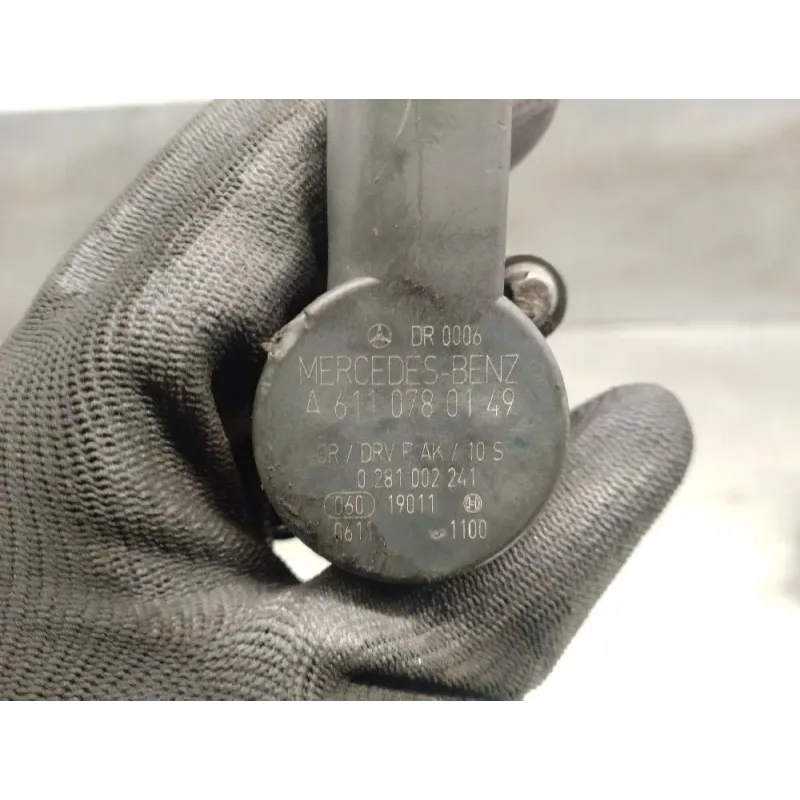 DR 0006
MERCEDES-BENZ
A 611 078 01 49
CR / DRV P AK / 10 S
0 281 002 241
060 19011
0611 1100